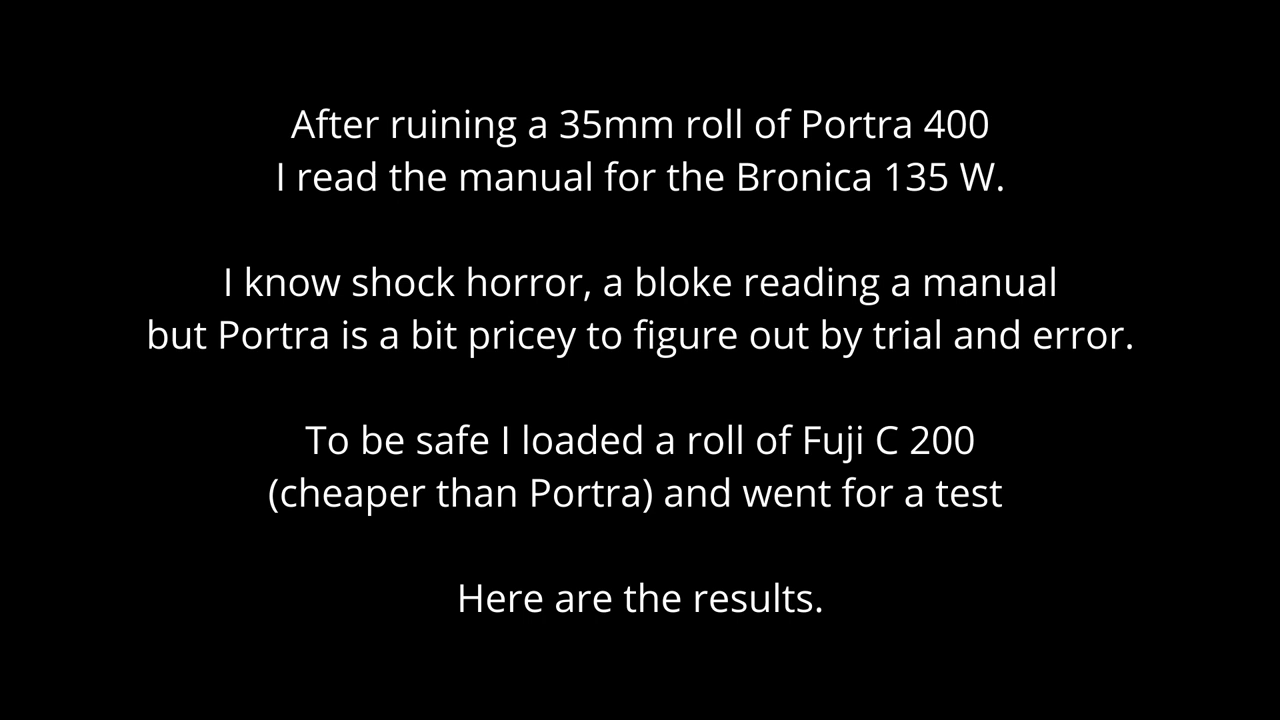 After ruining a 35mm roll of Portra 400
I read the manual for the Bronica 135 W.
I know shock horror, a bloke reading a manual
but Portra is a bit pricey to figure out by trial and error.
To be safe I loaded a roll of Fuji C 200
(cheaper than Portra) and went for a test
Here are the results.